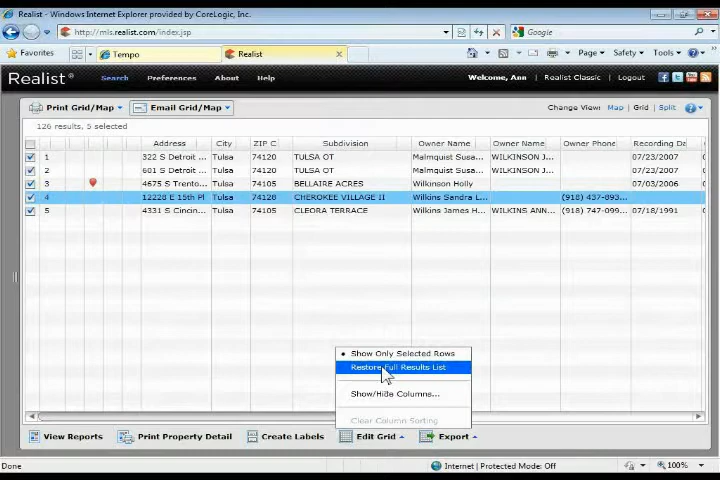 Realist - Windows Internet Explorer provided by CoreLogic, Inc.
http://mls.realist.com/index.jsp
Google
Favorites
Tempo
Realist
Page
Safety
Tools
Realist®
Search
Preferences
About
Help
Welcome, Ann
Realist Classic
Logout
Print Grid/Map
Email Grid/Map
Change View: Map Grid Split
126 results, 5 selected
Address City ZIP C Subdivision Owner Name Owner Name Owner Phone Recording Da
1 322 S Detroit ... Tulsa 74120 TULSA OT Malmquist Susa... WILKINSON J... 07/23/2007
2 601 S Detroit ... Tulsa 74120 TULSA OT Malmquist Susa... WILKINSON J... 07/23/2007
3 4675 S Trento... Tulsa 74105 BELLAIRE ACRES Wilkinson Holly 07/03/2006
4 12228 E 15th Pl Tulsa 74128 CHEROKEE VILLAGE II Wilkins Sandra L... (918) 437-893...
5 4331 S Cincin... Tulsa 74105 CLEORA TERRACE Wilkins James H... WILKINS ANN... (918) 747-099... 07/18/1991
Show Only Selected Rows
Restore Full Results List
Show/Hide Columns...
Clear Column Sorting
View Reports
Print Property Detail
Create Labels
Edit Grid
Export
Done
Internet | Protected Mode: Off
100%